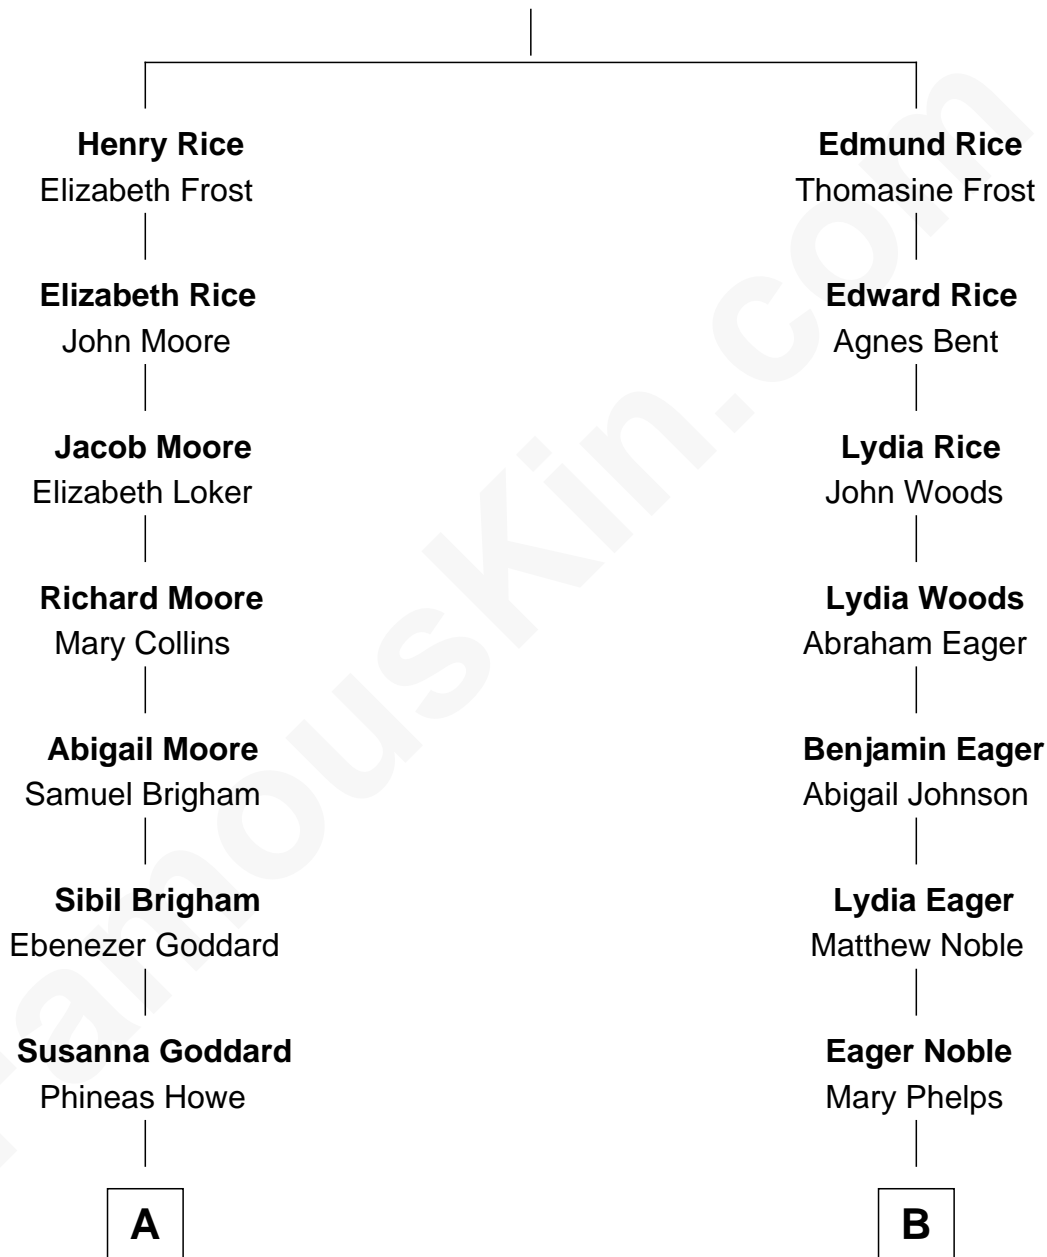 Henry Rice
Elizabeth Frost
Elizabeth Rice
John Moore
Jacob Moore
Elizabeth Loker
Richard Moore
Mary Collins
Abigail Moore
Samuel Brigham
Sibil Brigham
Ebenezer Goddard
Susanna Goddard
Phineas Howe
A
Edmund Rice
Thomasine Frost
Edward Rice
Agnes Bent
Lydia Rice
John Woods
Lydia Woods
Abraham Eager
Benjamin Eager
Abigail Johnson
Lydia Eager
Matthew Noble
Eager Noble
Mary Phelps
B
FamousKin.com